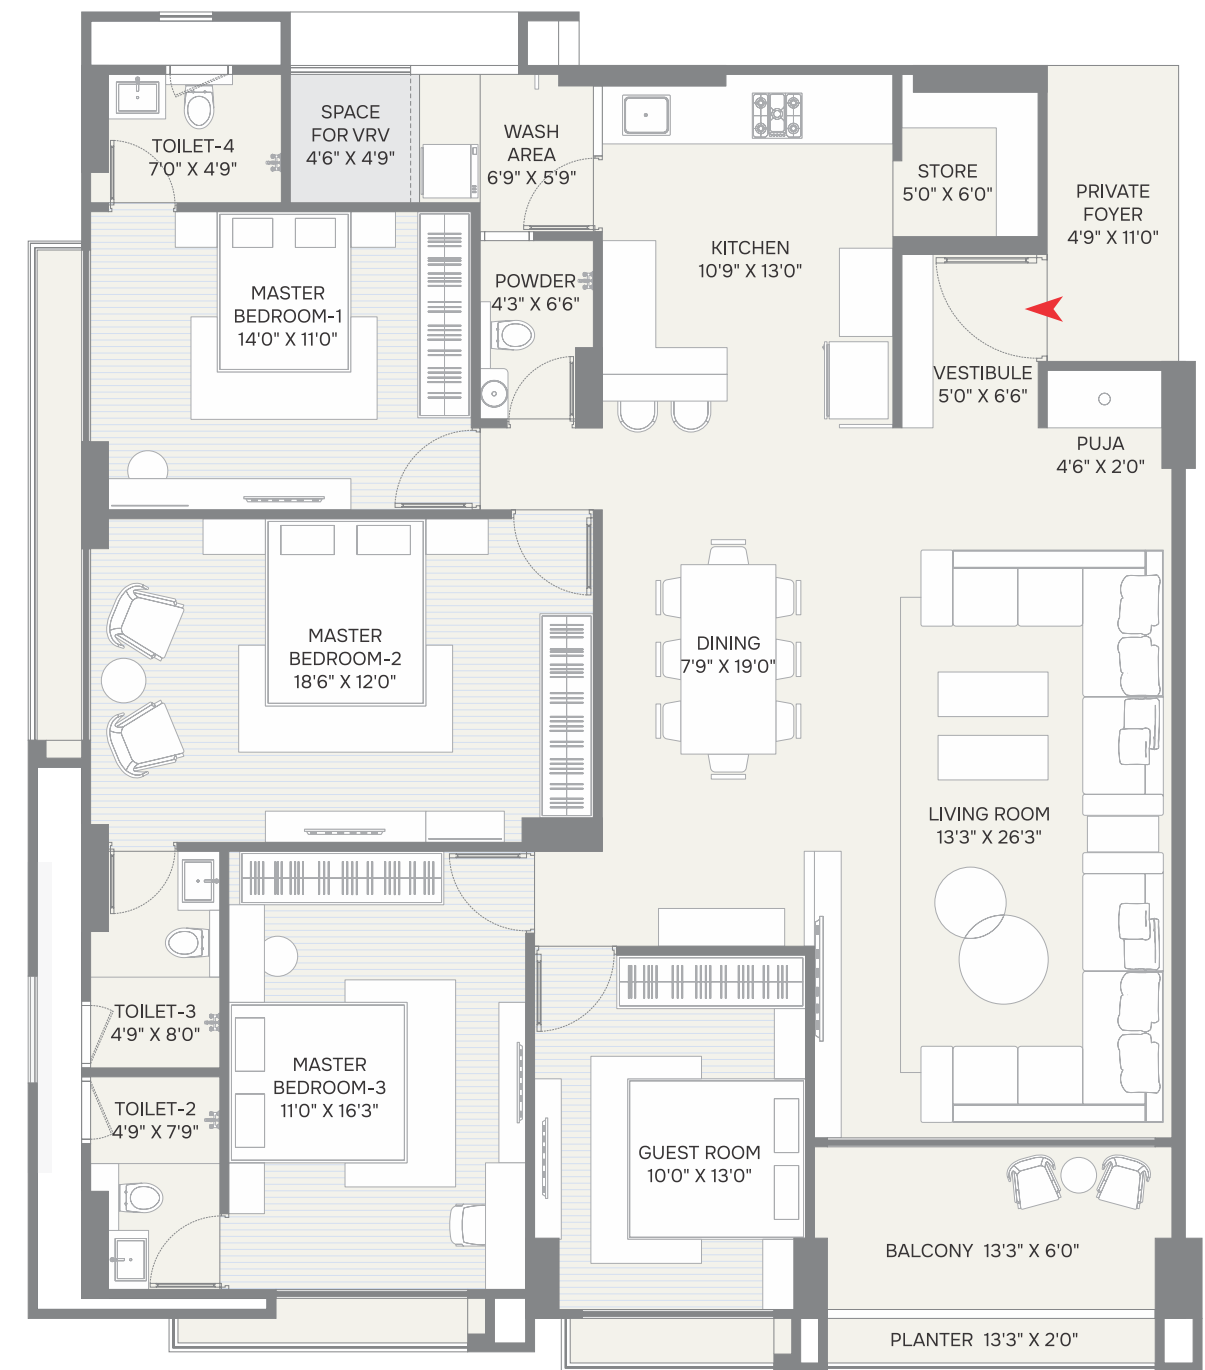 TOILET-4
7'0" X 4'9"
SPACE
FOR VRV
4'6" X 4'9"
WASH
AREA
6'9" X 5'9"
STORE
5'0" X 6'0"
PRIVATE
FOYER
4'9" X 11'0"
KITCHEN
10'9" X 13'0"
POWDER
4'3" X 6'6"
MASTER
BEDROOM-1
14'0" X 11'0"
VESTIBULE
5'0" X 6'6"
PUJA
4'6" X 2'0"
MASTER
BEDROOM-2
18'6" X 12'0"
DINING
7'9" X 19'0"
LIVING ROOM
13'3" X 26'3"
TOILET-3
4'9" X 8'0"
MASTER
BEDROOM-3
11'0" X 16'3"
TOILET-2
4'9" X 7'9"
GUEST ROOM
10'0" X 13'0"
BALCONY 13'3" X 6'0"
PLANTER 13'3" X 2'0"